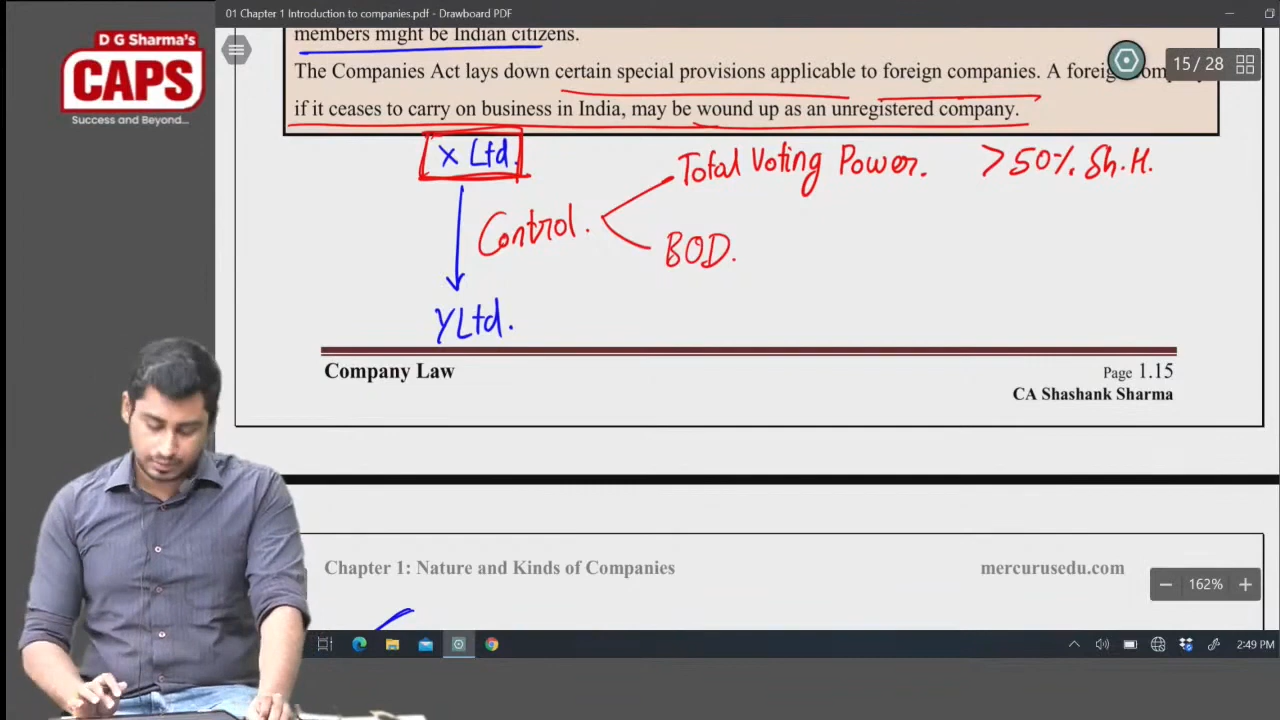 01 Chapter 1 Introduction to companies.pdf - Drawboard PDF
D G Sharma's
CAPS
Success and Beyond...
members might be Indian citizens.
15 / 28
The Companies Act lays down certain special provisions applicable to foreign companies. A foreign
if it ceases to carry on business in India, may be wound up as an unregistered company.
X Ltd.
Total Voting Power. >50% Sh.H.
Control.
BOD.
Y Ltd.
Company Law
Page 1.15
CA Shashank Sharma
Chapter 1: Nature and Kinds of Companies
mercurusedu.com
162%
2:49 PM